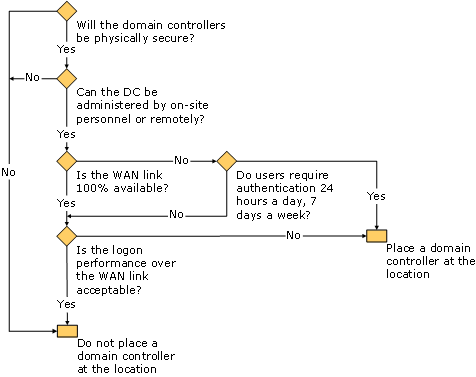 Will the domain controllers
be physically secure?
Yes
No
Can the DC be
administered by on-site
personnel or remotely?
Yes
No
No
Is the WAN link
100% available?
Do users require
authentication 24
hours a day, 7
days a week?
Yes
Yes
No
No
Is the logon
performance over
the WAN link
acceptable?
Place a domain
controller at the
location
Yes
Do not place a
domain controller
at the location